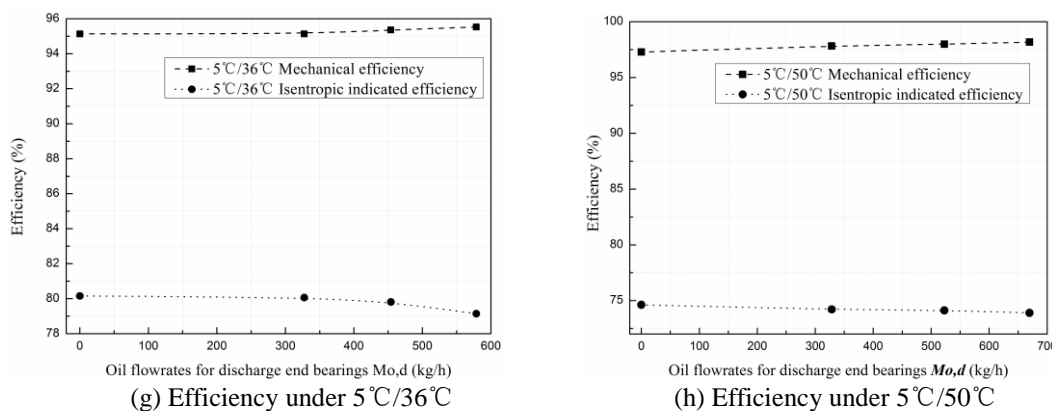 96
94
92
90
88
86
84
82
80
78
Efficiency (%)
5℃/36℃ Mechanical efficiency
5℃/36℃ Isentropic indicated efficiency
0 100 200 300 400 500 600
Oil flowrates for discharge end bearings Mo,d (kg/h)
(g) Efficiency under 5℃/36℃
100
95
90
85
80
75
Efficiency (%)
5℃/50℃ Mechanical efficiency
5℃/50℃ Isentropic indicated efficiency
0 100 200 300 400 500 600 700
Oil flowrates for discharge end bearings Mo,d (kg/h)
(h) Efficiency under 5℃/50℃